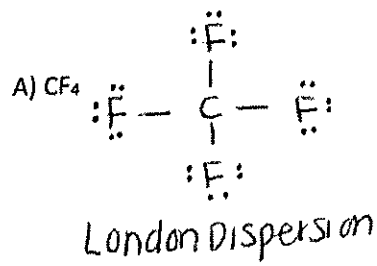 :F̈:
A) CF₄ :F̤̈ — C — F̤̈:
:F̤:
London Dispersion